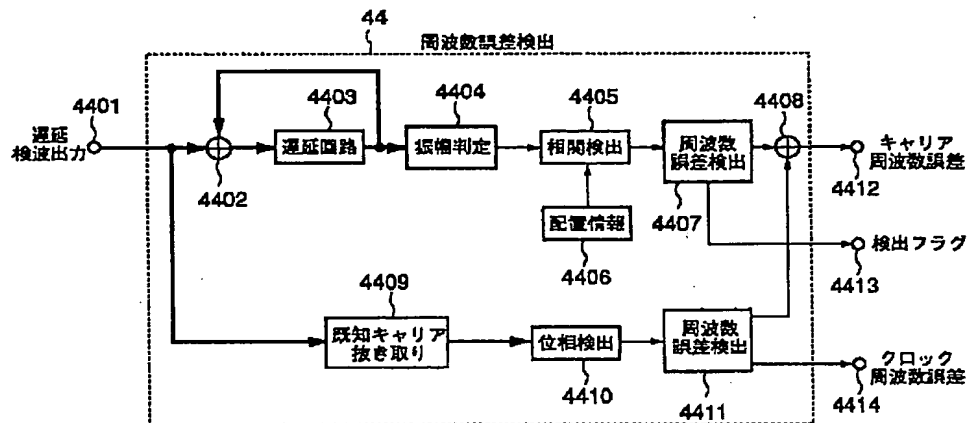 44
周波数誤差検出
4401
遅延
検波出力
4402
4403
遅延回路
4404
振幅判定
4405
相関検出
配置情報
4406
周波数
誤差検出
4407
4408
キャリア
周波数誤差
4412
検出フラグ
4413
4409
既知キャリア
抜き取り
位相検出
4410
周波数
誤差検出
4411
クロック
周波数誤差
4414